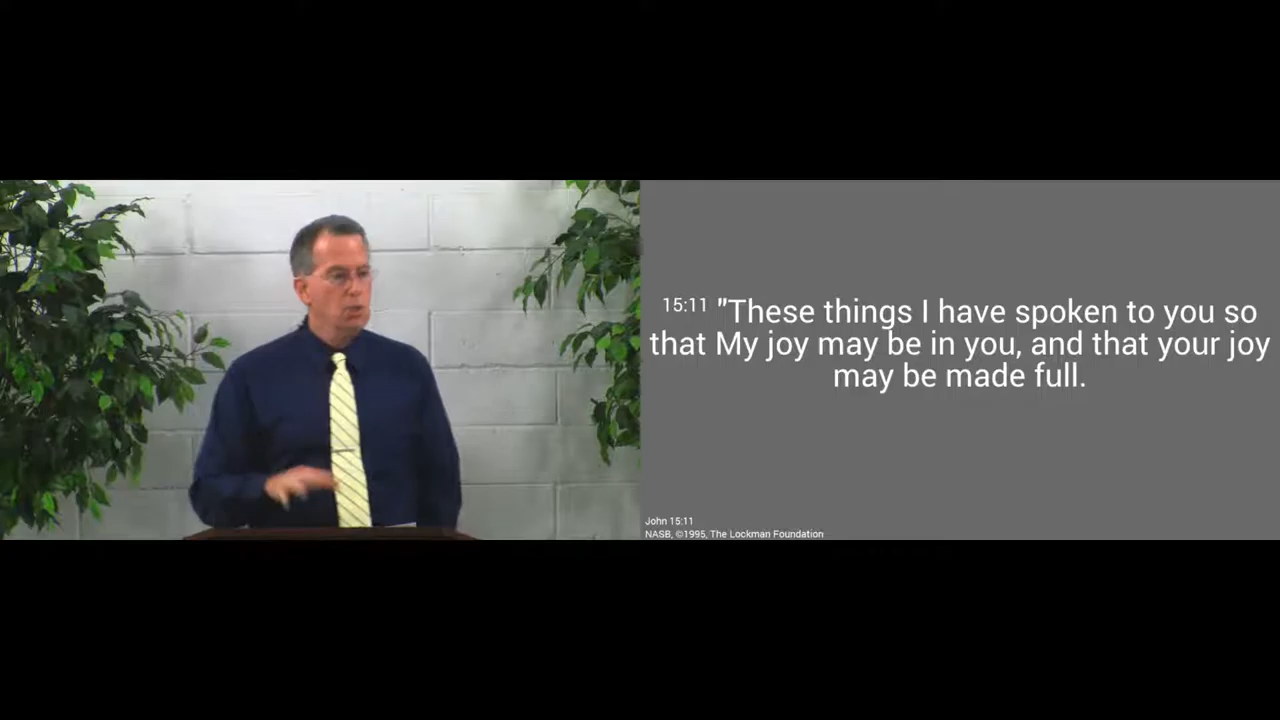 15:11 "These things I have spoken to you so
that My joy may be in you, and that your joy
may be made full.
John 15:11
NASB, ©1995, The Lockman Foundation